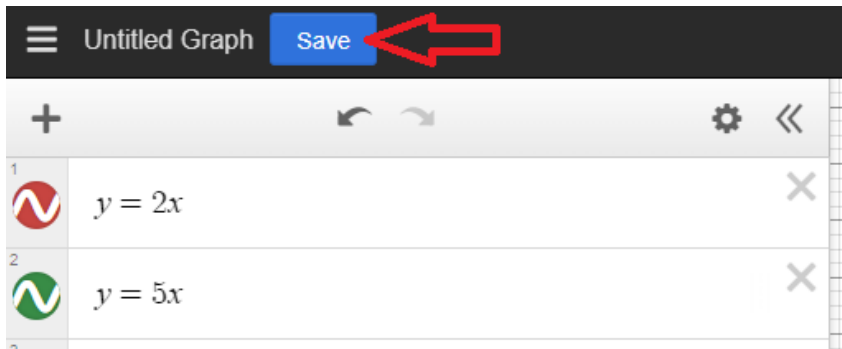 Untitled Graph Save
1
y = 2x
2
y = 5x